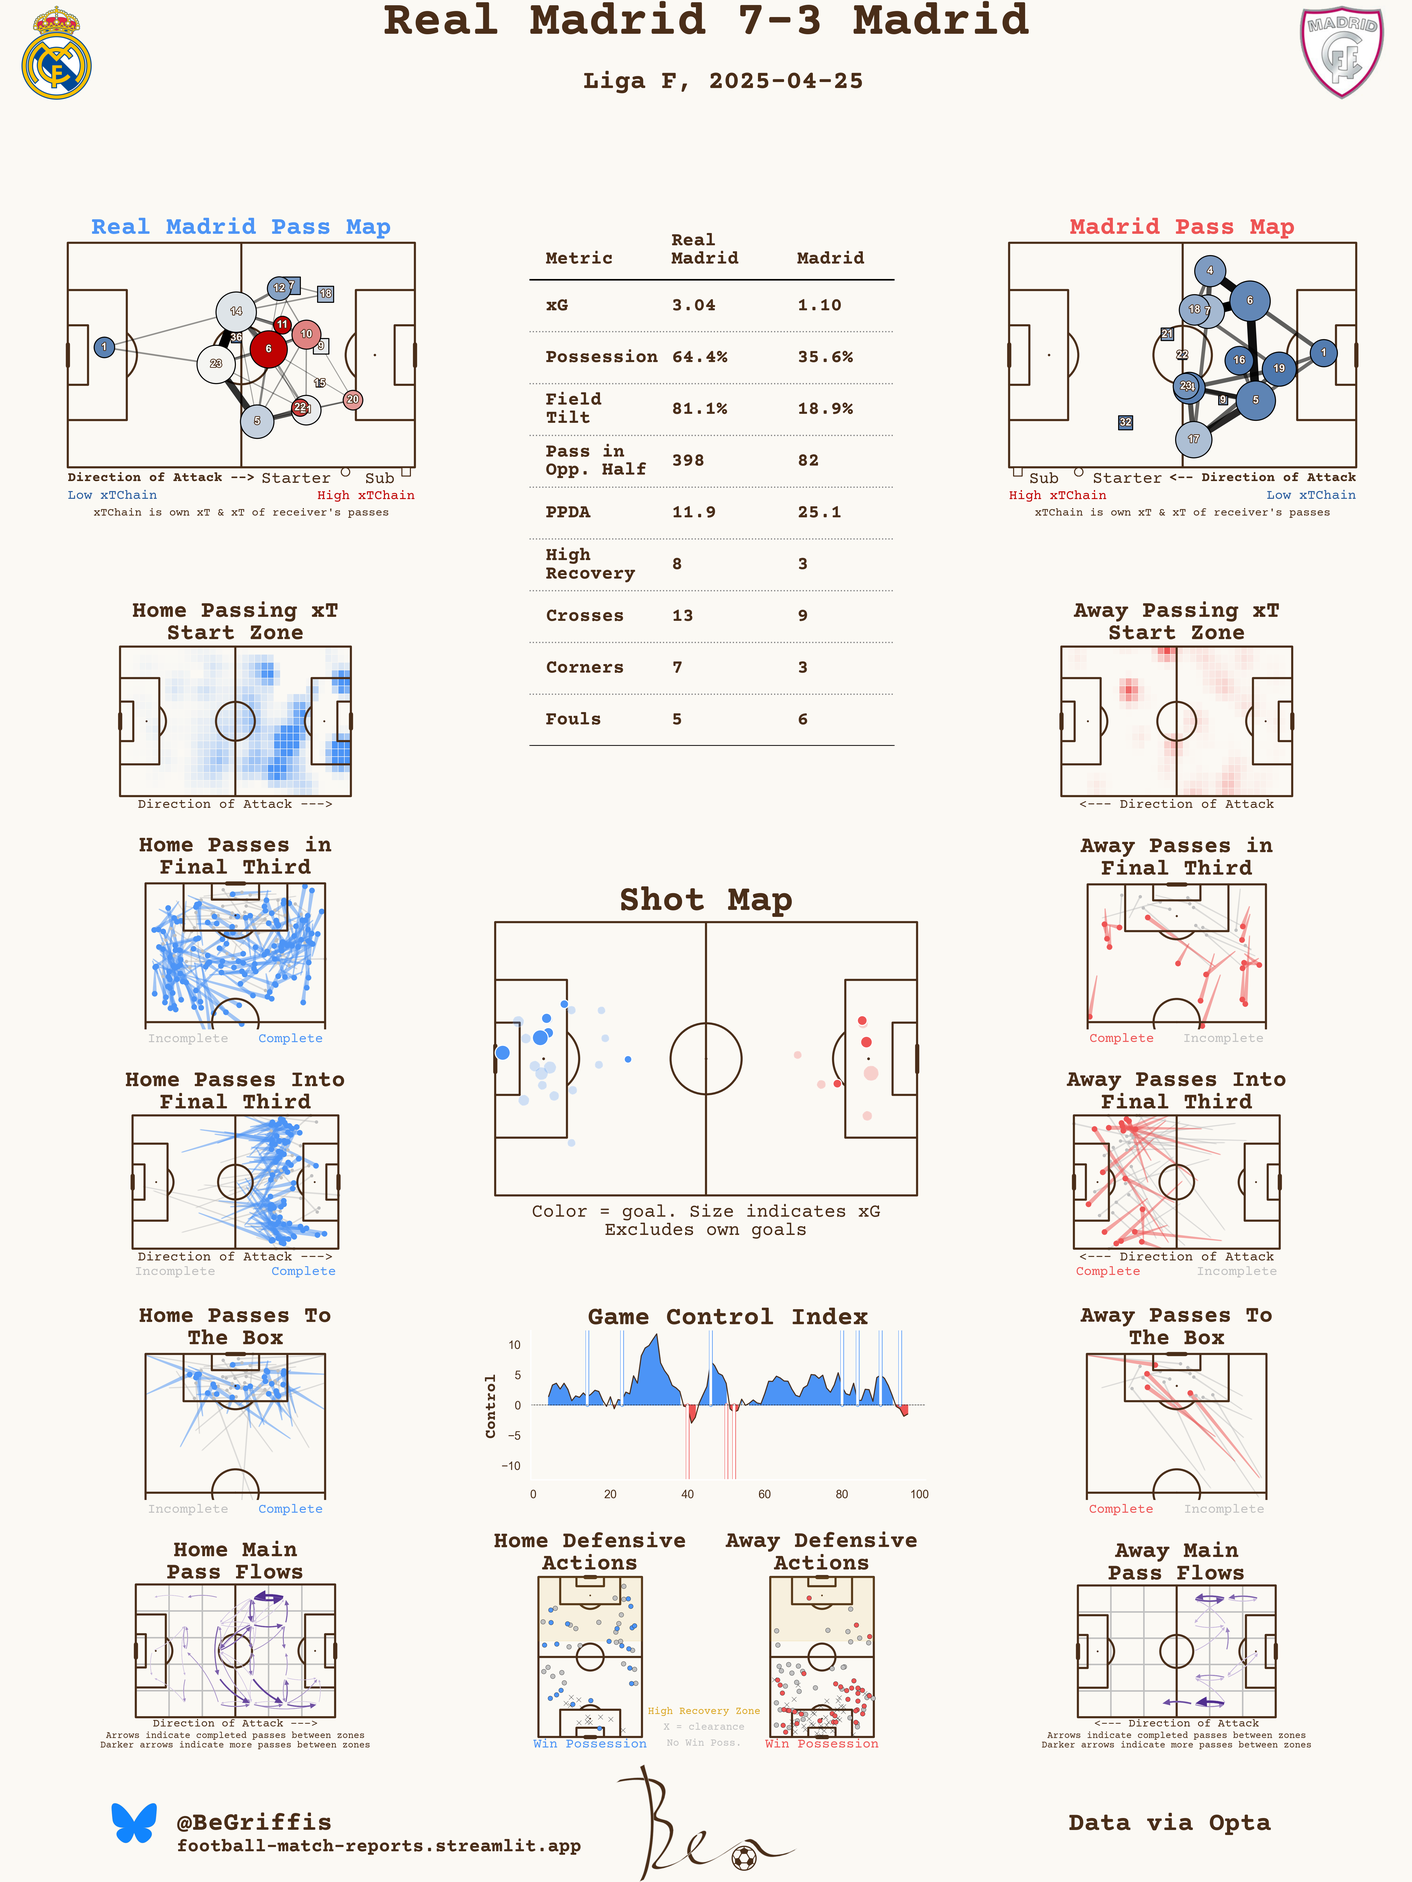 Real Madrid 7-3 Madrid
Liga F, 2025-04-25
MADRID
Real Madrid Pass Map
1
14
12
7
18
11
10
36
6
9
23
15
20
22
21
5
Direction of Attack --> Starter Sub
Low xTChain High xTChain
xTChain is own xT & xT of receiver's passes
Metric Real Madrid Madrid
xG 3.04 1.10
Possession 64.4% 35.6%
Field Tilt 81.1% 18.9%
Pass in Opp. Half 398 82
PPDA 11.9 25.1
High Recovery 8 3
Crosses 13 9
Corners 7 3
Fouls 5 6
Madrid Pass Map
4
6
18
7
21
22
16
1
19
23
9
5
32
17
Sub Starter <-- Direction of Attack
High xTChain Low xTChain
xTChain is own xT & xT of receiver's passes
Home Passing xT
Start Zone
Direction of Attack --->
Away Passing xT
Start Zone
<--- Direction of Attack
Home Passes in
Final Third
Incomplete Complete
Shot Map
Color = goal. Size indicates xG
Excludes own goals
Away Passes in
Final Third
Complete Incomplete
Home Passes Into
Final Third
Direction of Attack --->
Incomplete Complete
Away Passes Into
Final Third
<--- Direction of Attack
Complete Incomplete
Home Passes To
The Box
Incomplete Complete
Game Control Index
Control
10
5
0
−5
−10
0 20 40 60 80 100
Away Passes To
The Box
Complete Incomplete
Home Main
Pass Flows
Direction of Attack --->
Arrows indicate completed passes between zones
Darker arrows indicate more passes between zones
Home Defensive
Actions
Win Possession
High Recovery Zone
X = clearance
No Win Poss.
Away Defensive
Actions
Win Possession
Away Main
Pass Flows
<--- Direction of Attack
Arrows indicate completed passes between zones
Darker arrows indicate more passes between zones
@BeGriffis
football-match-reports.streamlit.app
Ben
Data via Opta